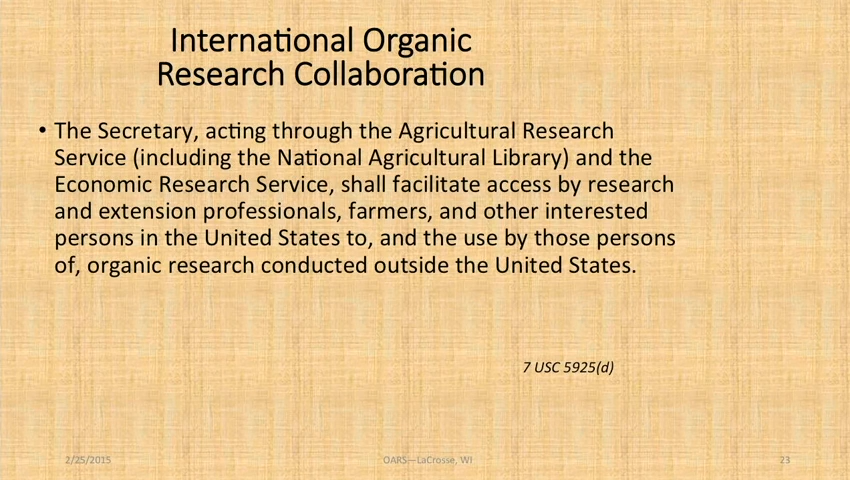 International Organic
Research Collaboration
• The Secretary, acting through the Agricultural Research
Service (including the National Agricultural Library) and the
Economic Research Service, shall facilitate access by research
and extension professionals, farmers, and other interested
persons in the United States to, and the use by those persons
of, organic research conducted outside the United States.
7 USC 5925(d)
2/25/2015
OARS—LaCrosse, WI
23